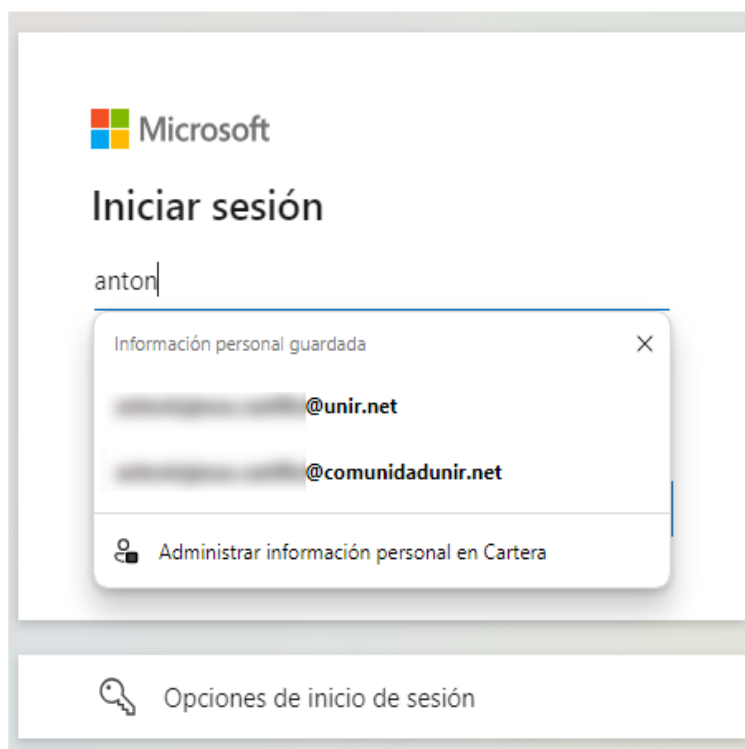 Microsoft
Iniciar sesión
anton
Información personal guardada
@unir.net
@comunidadunir.net
Administrar información personal en Cartera
Opciones de inicio de sesión